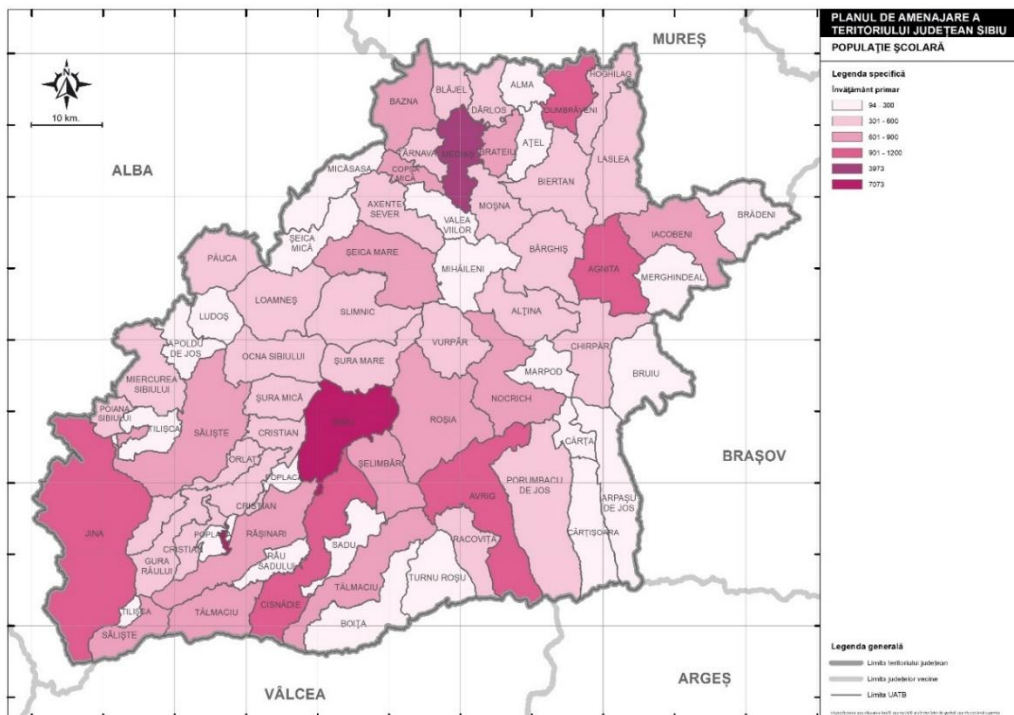 PLANUL DE AMENAJARE A
TERITORIULUI JUDEȚEAN SIBIU
POPULAȚIE ȘCOLARĂ
Legenda specifică
Învățământ primar
94 - 300
301 - 600
601 - 900
901 - 1200
3973
7073
MUREȘ
N
10 km.
ALBA
BAZNA
BLĂJEL
ALMA
HOGHILAG
DÂRLOS
DUMBRĂVENI
MEDIAȘ
TÂRNAVA
BRATEIU
AȚEL
LASLEA
MICĂSASA
COPȘA
MICĂ
BIERTAN
AXENTE
SEVER
MOȘNA
BRĂDENI
VALEA
VIILOR
IACOBENI
ȘEICA
MICĂ
ȘEICA MARE
BÂRGHIȘ
PĂUCA
MIHĂILENI
AGNITA
MERGHINDEAL
LOAMNEȘ
LUDOȘ
SLIMNIC
ALȚINA
APOLDU
DE JOS
VURPĂR
CHIRPĂR
OCNA SIBIULUI
ȘURA MARE
MIERCUREA
SIBIULUI
MARPOD
BRUIU
ȘURA MICĂ
NOCRICH
POIANA
SIBIULUI
TILIȘCA
SĂLIȘTE
CRISTIAN
SIBIU
ROȘIA
CÂRȚA
BRAȘOV
ORLAT
ȘELIMBĂR
POPLACA
PORUMBACU
DE JOS
AVRIG
ARPAȘU
DE JOS
CRISTIAN
JINA
POPLACA
RĂȘINARI
CÂRȚIȘOARA
CRISTIAN
SADU
RACOVIȚA
GURA
RÂULUI
RÂU
SADULUI
TURNU ROȘU
TĂLMACIU
TILIȘCA
TĂLMACIU
CISNĂDIE
BOIȚA
SĂLIȘTE
ARGEȘ
VÂLCEA
Legenda generală
Limita teritoriului județean
Limita județelor vecine
Limita UATB